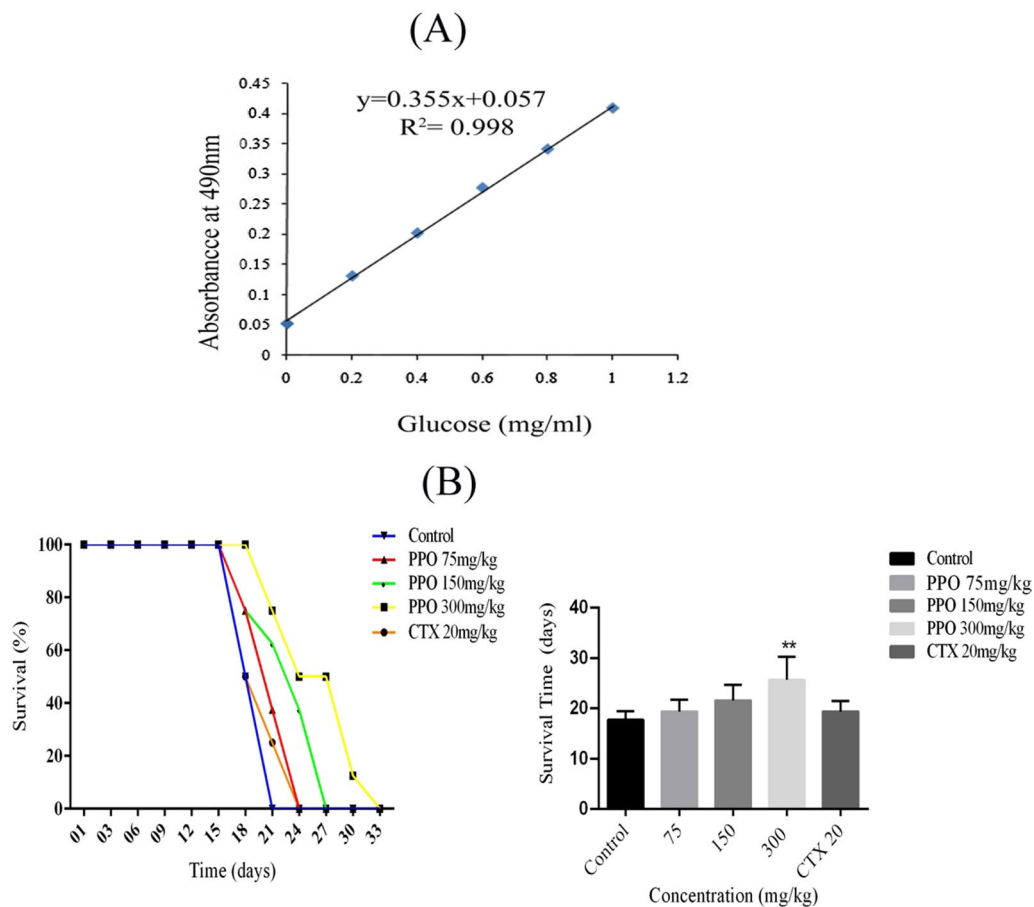 (A)
0.45
0.4
0.35
0.3
0.25
0.2
0.15
0.1
0.05
0
y=0.355x+0.057
R²= 0.998
Absorbancce at 490nm
0 0.2 0.4 0.6 0.8 1 1.2
Glucose (mg/ml)
(B)
Control
PPO 75mg/kg
PPO 150mg/kg
PPO 300mg/kg
CTX 20mg/kg
100
80
60
40
20
0
Survival (%)
01 03 06 09 12 15 18 21 24 27 30 33
Time (days)
Control
PPO 75mg/kg
PPO 150mg/kg
PPO 300mg/kg
CTX 20mg/kg
40
30
20
10
0
**
Survival Time (days)
Control 75 150 300 CTX 20
Concentration (mg/kg)